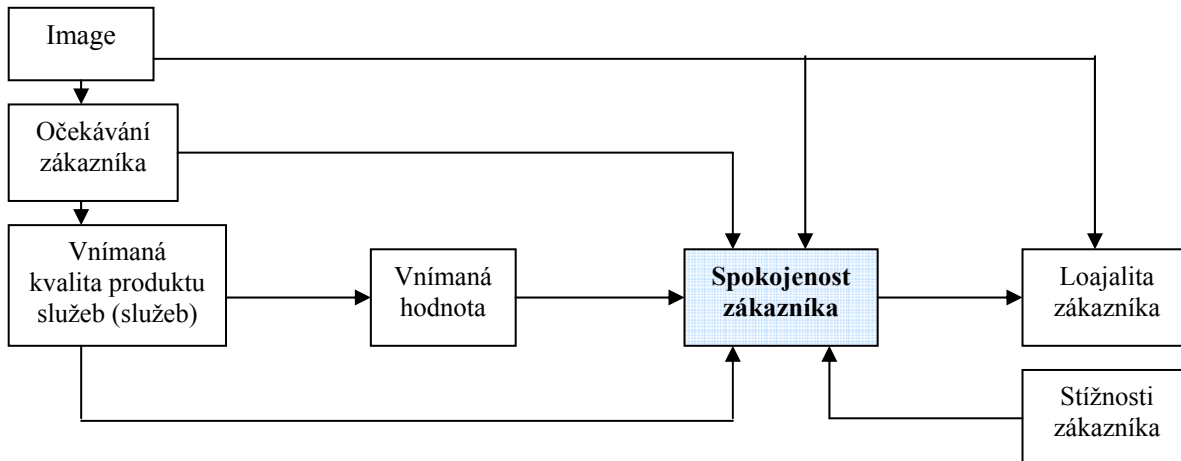 Image
Očekávání
zákazníka
Vnímaná
kvalita produktu
služeb (služeb)
Vnímaná
hodnota
Spokojenost
zákazníka
Loajalita
zákazníka
Stížnosti
zákazníka